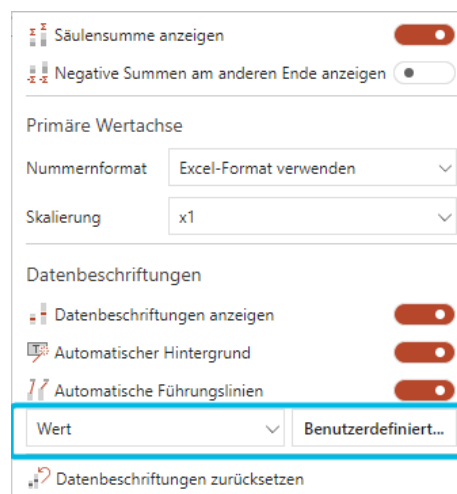 Säulensumme anzeigen
Negative Summen am anderen Ende anzeigen
Primäre Wertachse
Nummernformat Excel-Format verwenden
Skalierung x1
Datenbeschriftungen
Datenbeschriftungen anzeigen
Automatischer Hintergrund
Automatische Führungslinien
Wert Benutzerdefiniert...
Datenbeschriftungen zurücksetzen